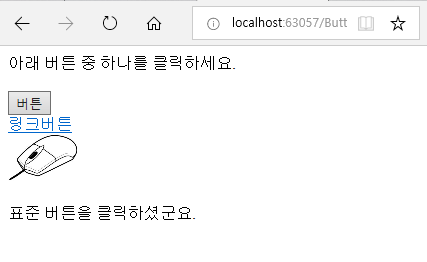 localhost:63057/Butt
아래 버튼 중 하나를 클릭하세요.
버튼
링크버튼
표준 버튼을 클릭하셨군요.